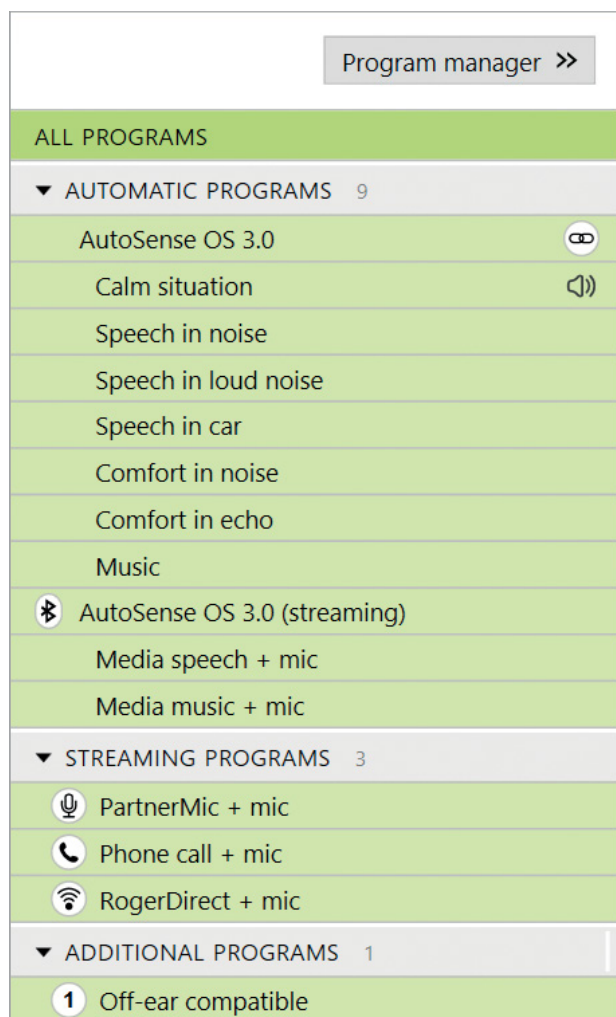 Program manager »
ALL PROGRAMS
AUTOMATIC PROGRAMS 9
AutoSense OS 3.0
Calm situation
Speech in noise
Speech in loud noise
Speech in car
Comfort in noise
Comfort in echo
Music
AutoSense OS 3.0 (streaming)
Media speech + mic
Media music + mic
STREAMING PROGRAMS 3
PartnerMic + mic
Phone call + mic
RogerDirect + mic
ADDITIONAL PROGRAMS 1
1 Off-ear compatible